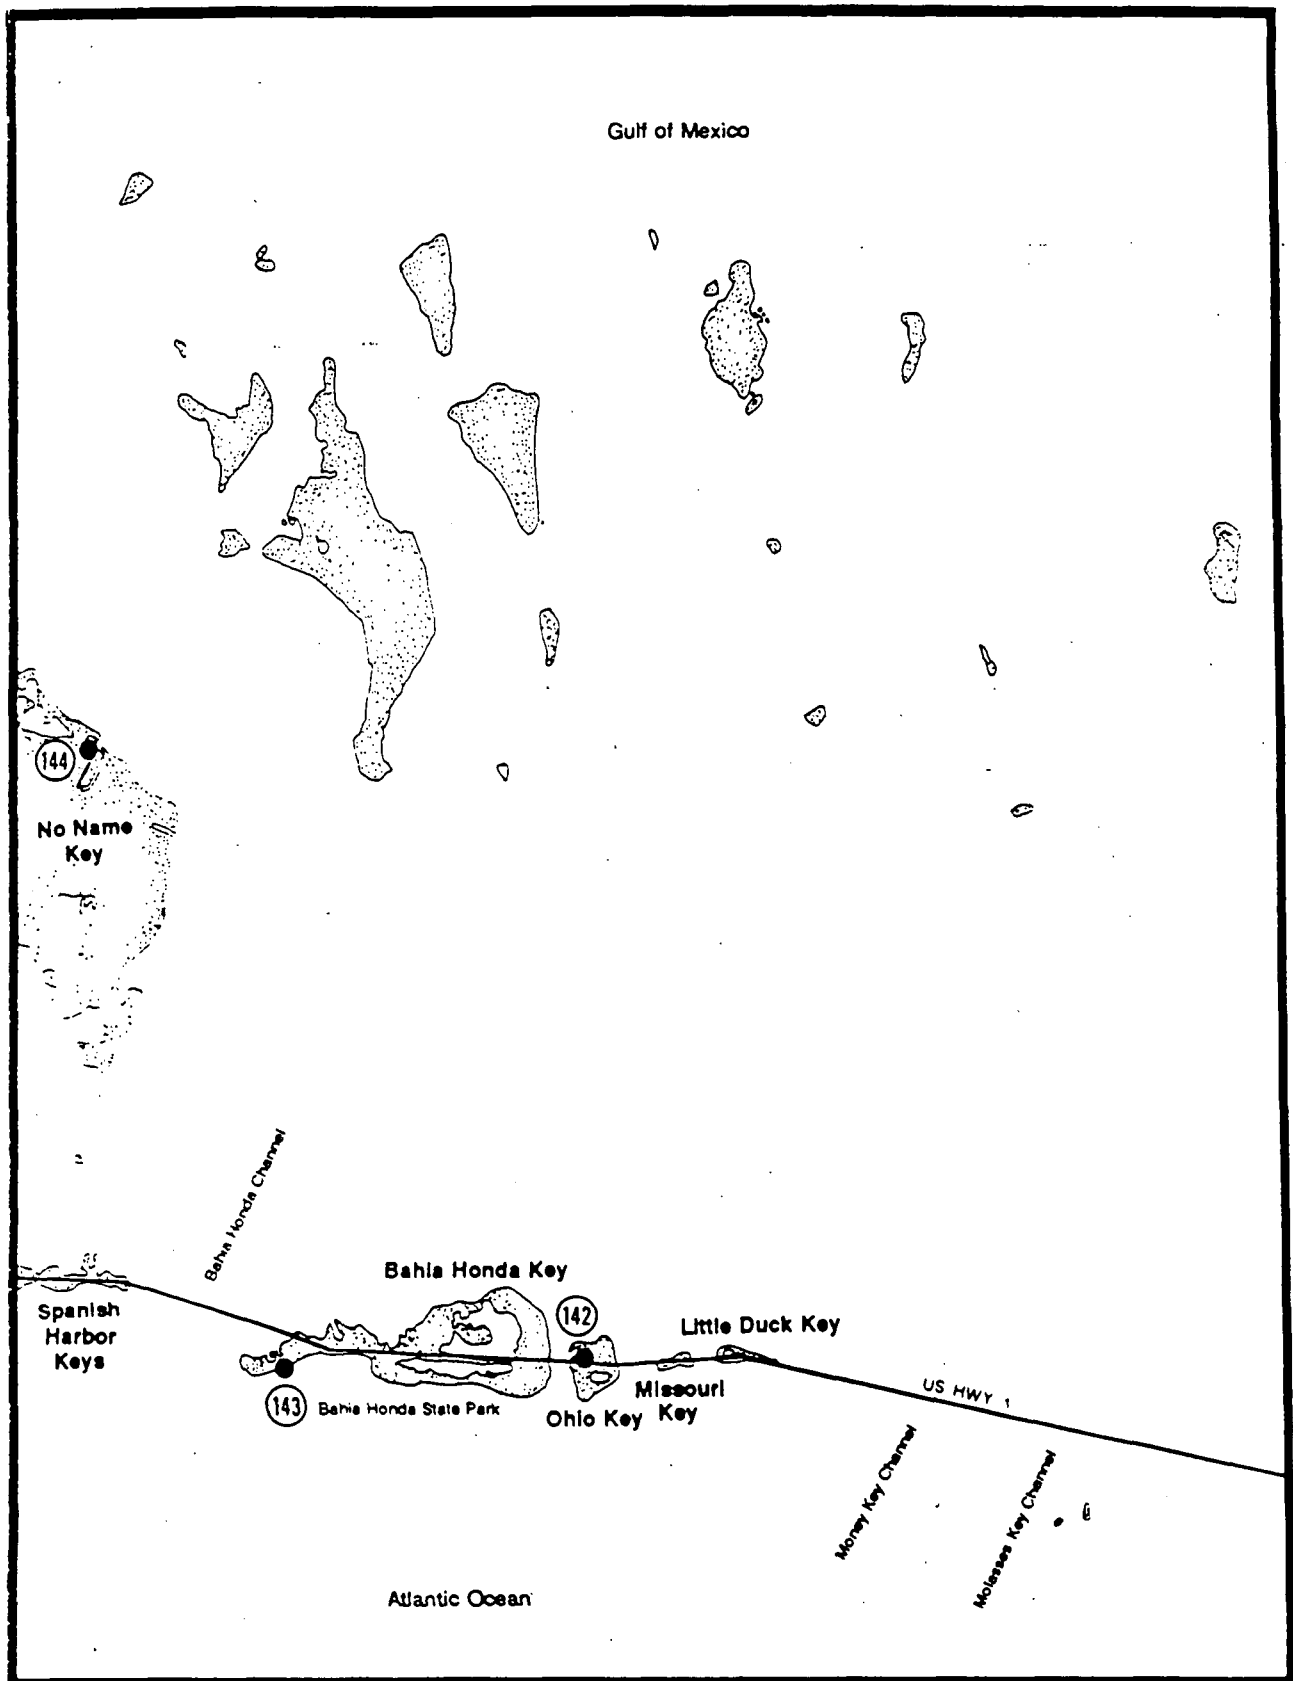 Gulf of Mexico
144
No Name
Key
Bahia Honda Channel
Bahia Honda Key
142
Spanish
Harbor
Keys
Little Duck Key
143
Bahia Honda State Park
Ohio Key
Missouri
Key
US HWY 1
Money Key Channel
Molasses Key Channel
Atlantic Ocean